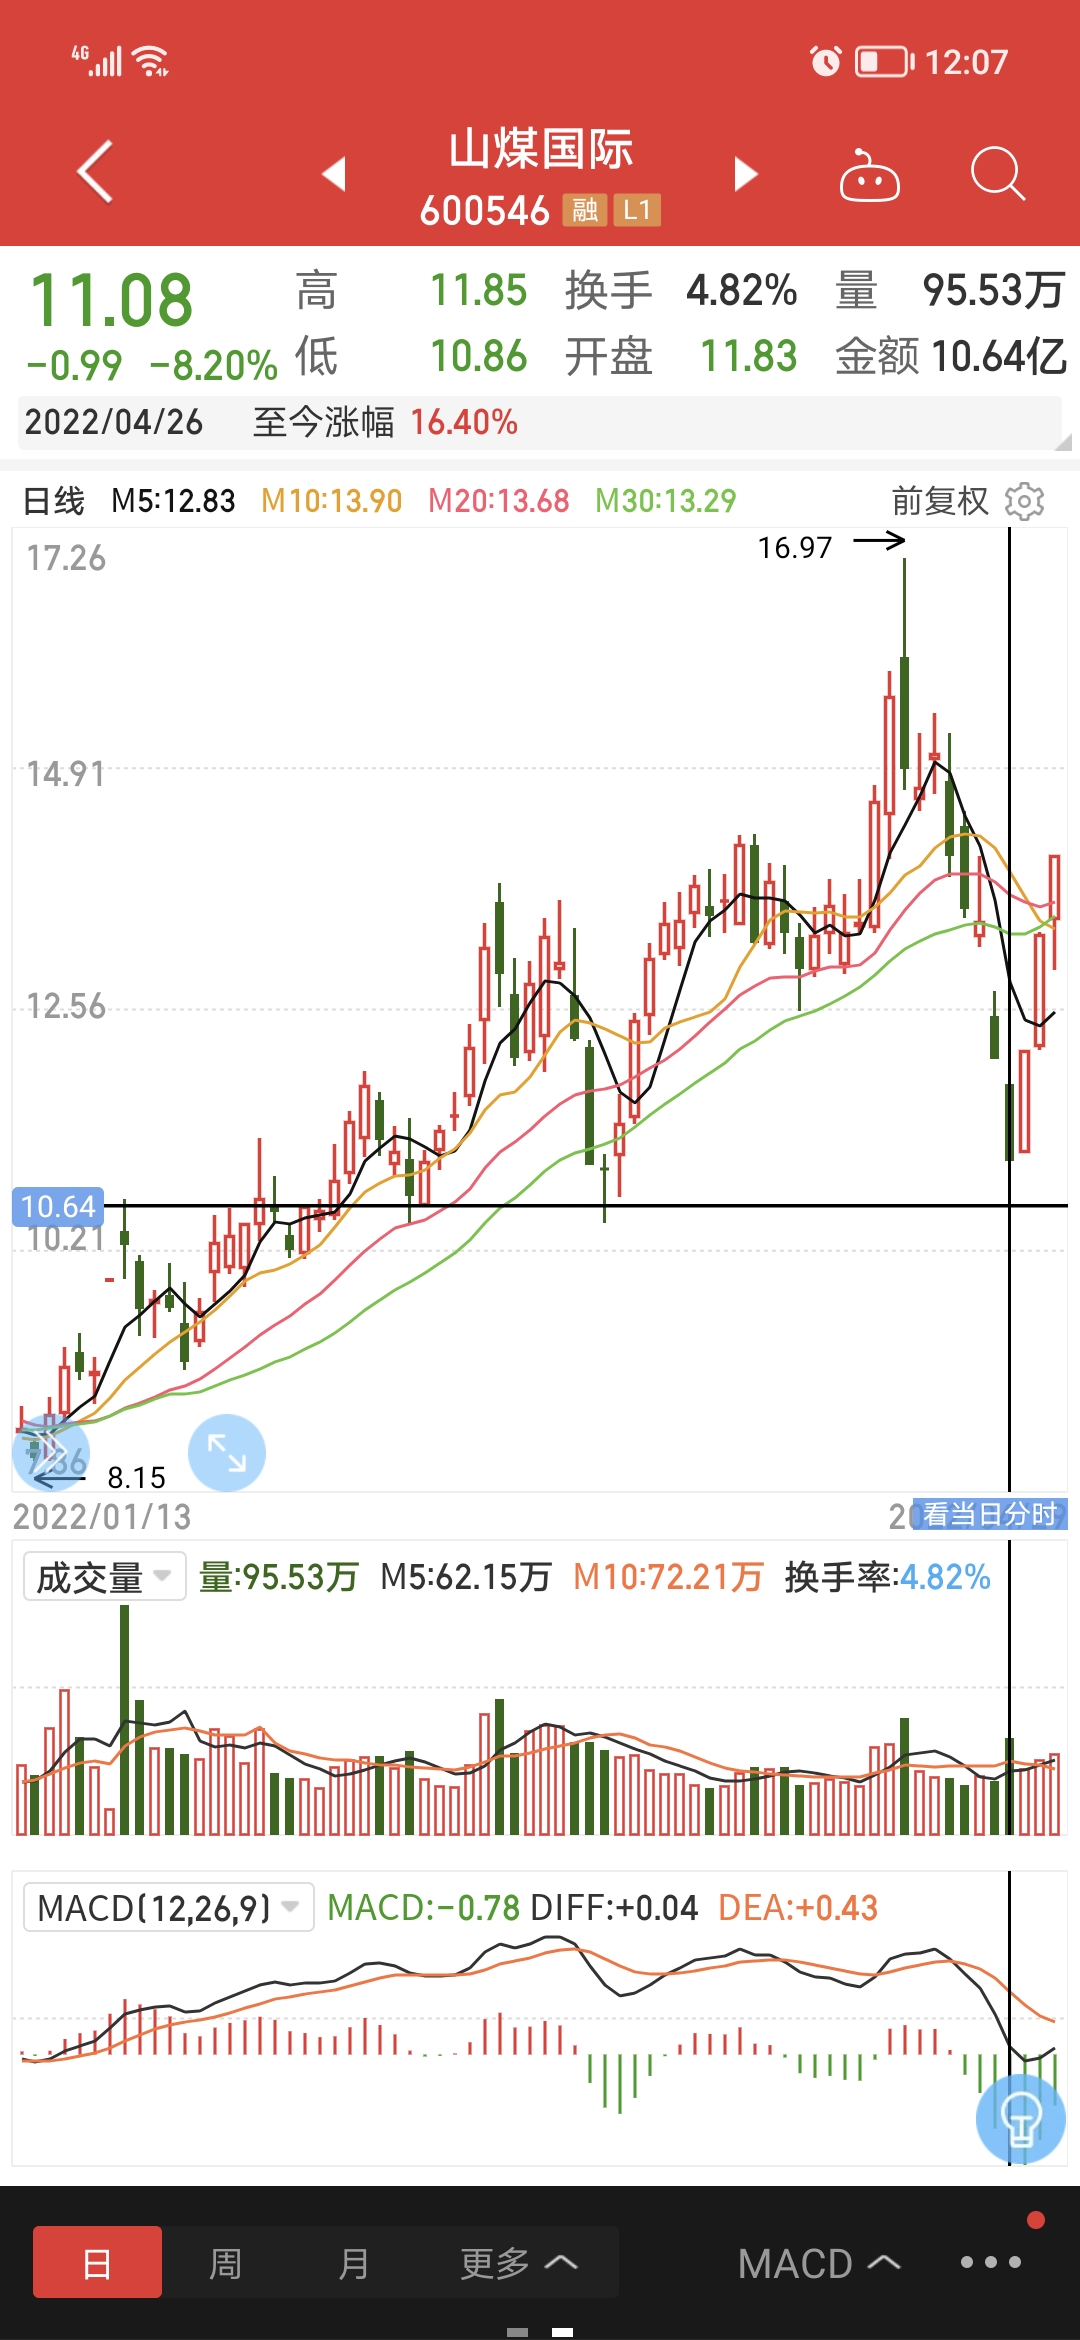 4G 12:07
山煤国际
600546 融 L1
11.08 高 11.85 换手 4.82% 量 95.53万
-0.99 -8.20% 低 10.86 开盘 11.83 金额 10.64亿
2022/04/26 至今涨幅 16.40%
日线 M5:12.83 M10:13.90 M20:13.68 M30:13.29 前复权
17.26
16.97
14.91
12.56
10.64
10.21
7.86
8.15
2022/01/13 看当日分时
成交量 量:95.53万 M5:62.15万 M10:72.21万 换手率:4.82%
MACD(12,26,9) MACD:-0.78 DIFF:+0.04 DEA:+0.43
日 周 月 更多 MACD